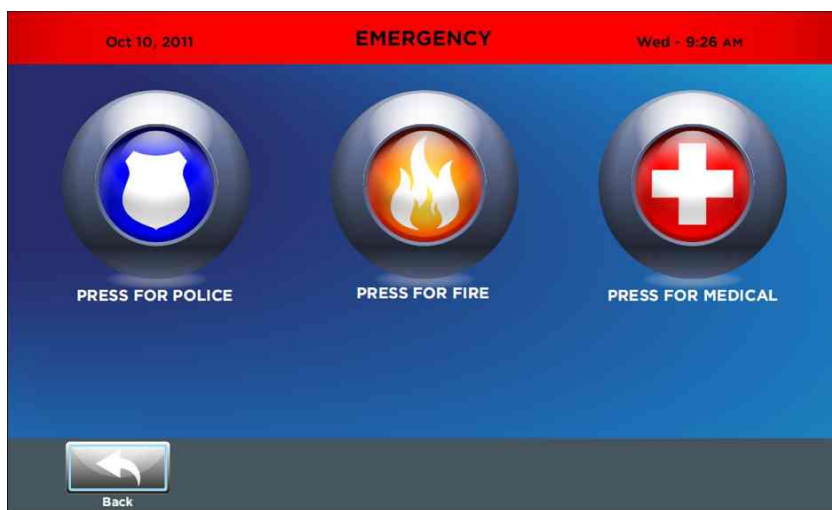 Oct 10, 2011 EMERGENCY Wed - 9:26 AM
PRESS FOR POLICE PRESS FOR FIRE PRESS FOR MEDICAL
Back